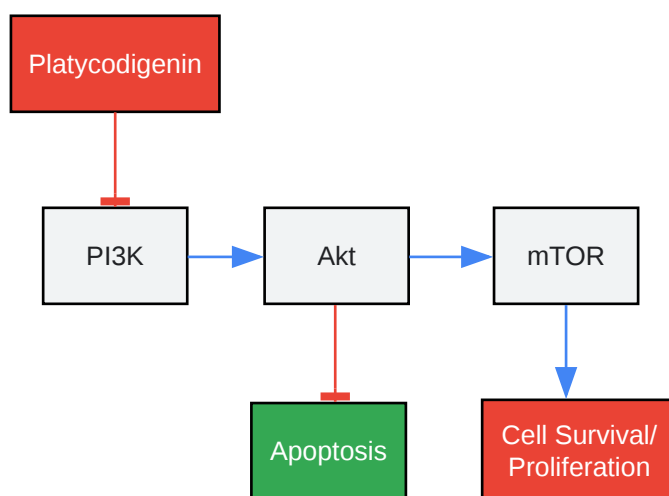 Platycodigenin
PI3K
Akt
mTOR
Apoptosis
Cell Survival/
Proliferation